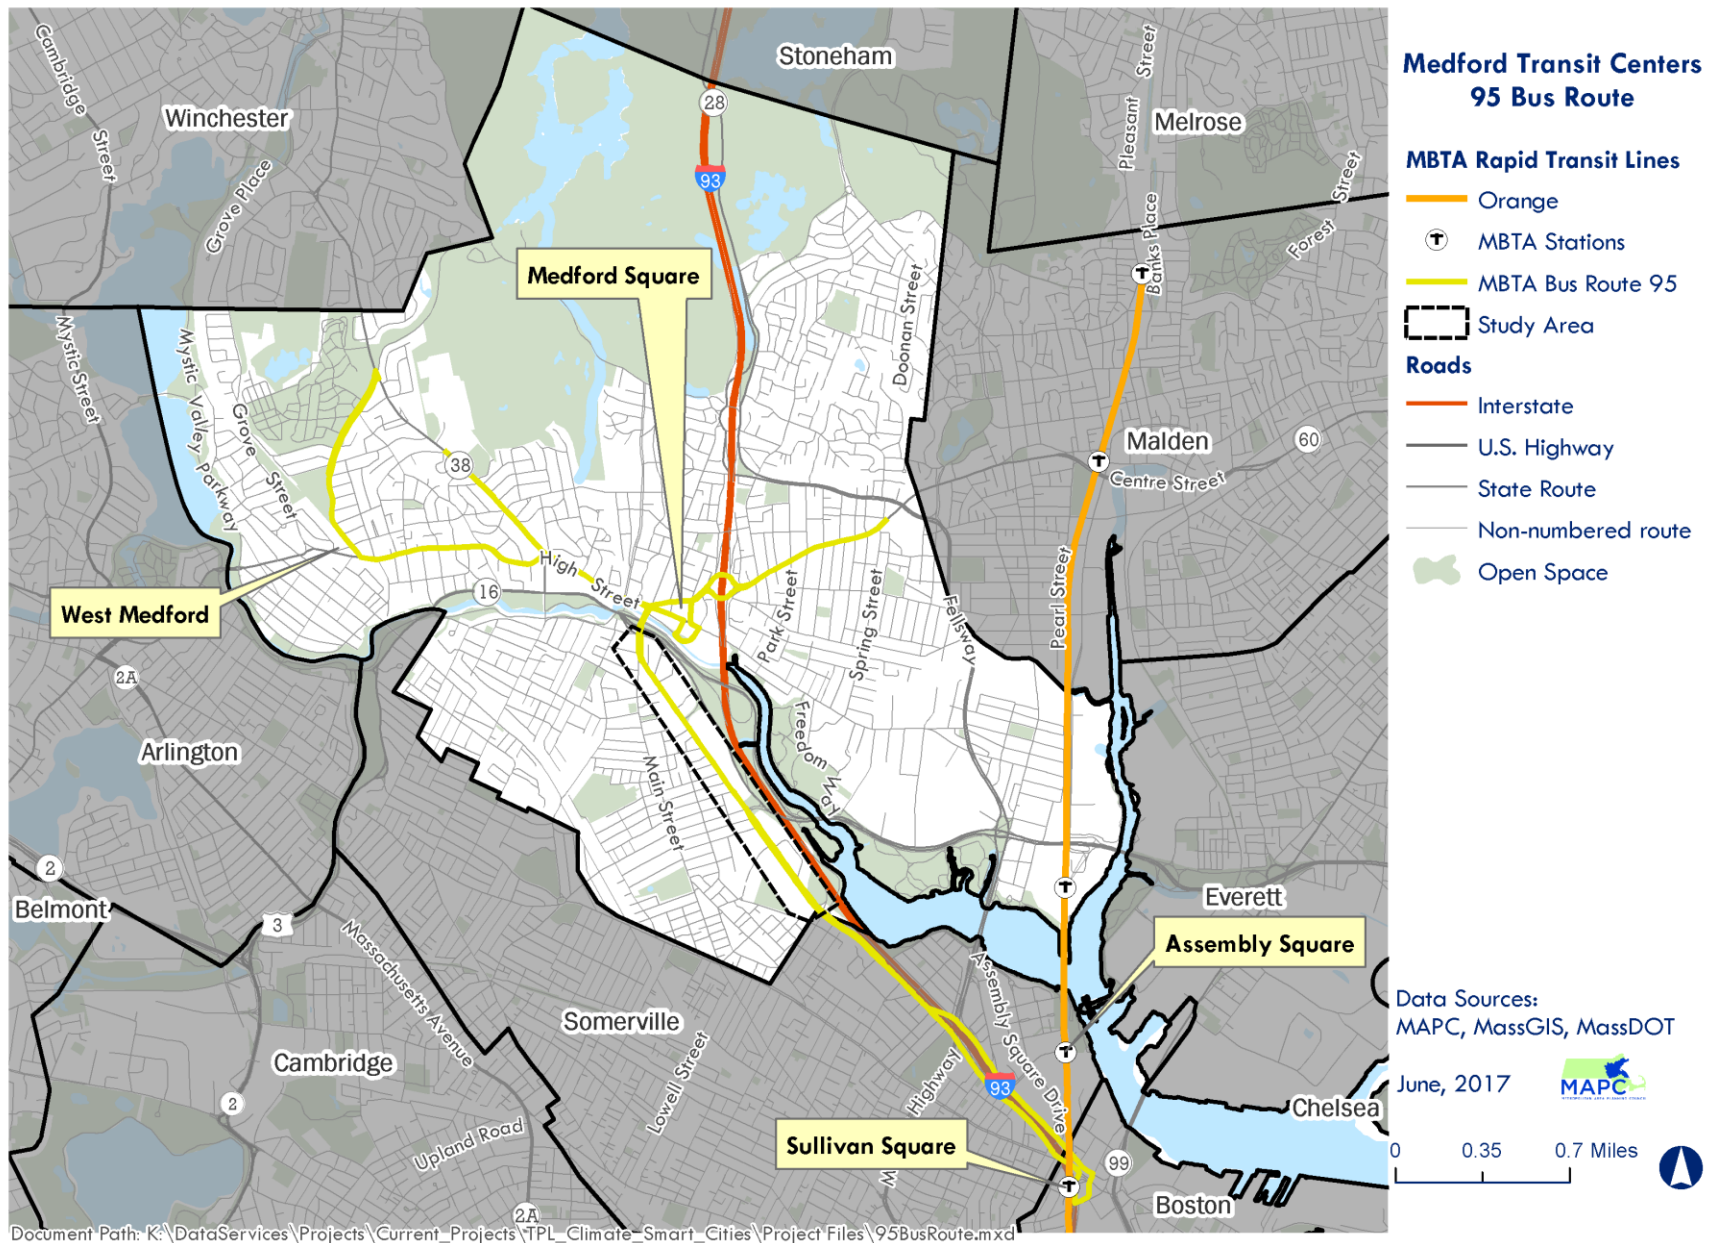 Medford Transit Centers
95 Bus Route
MBTA Rapid Transit Lines
Orange
MBTA Stations
MBTA Bus Route 95
Study Area
Roads
Interstate
U.S. Highway
State Route
Non-numbered route
Open Space
Data Sources:
MAPC, MassGIS, MassDOT
June, 2017
MAPC
0 0.35 0.7 Miles
Stoneham
Winchester
Melrose
Cambridge Street
Grove Place
Pleasant Street
Banks Place
Forest Street
28
93
Medford Square
Doonan Street
Mystic Street
Mystic Valley Parkway
Grove Street
38
Malden
60
Centre Street
High Street
16
West Medford
Park Street
Spring Street
Fellsway
Pearl Street
2A
Arlington
Main Street
Freedom Way
2
Belmont
3
Everett
Assembly Square
Massachusetts Avenue
Somerville
Assembly Square Drive
Cambridge
Lowell Street
Highway
93
2
Chelsea
Upland Road
Sullivan Square
99
M
Boston
2A
Document Path: K:\DataServices\Projects\Current_Projects\TPL_Climate_Smart_Cities\Project Files\95BusRoute.mxd